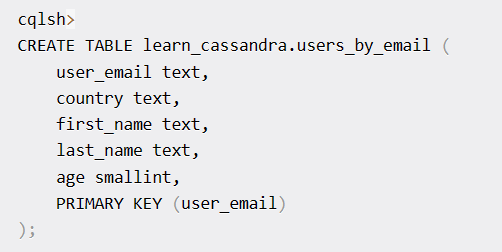 cqlsh>
CREATE TABLE learn_cassandra.users_by_email (
    user_email text,
    country text,
    first_name text,
    last_name text,
    age smallint,
    PRIMARY KEY (user_email)
);